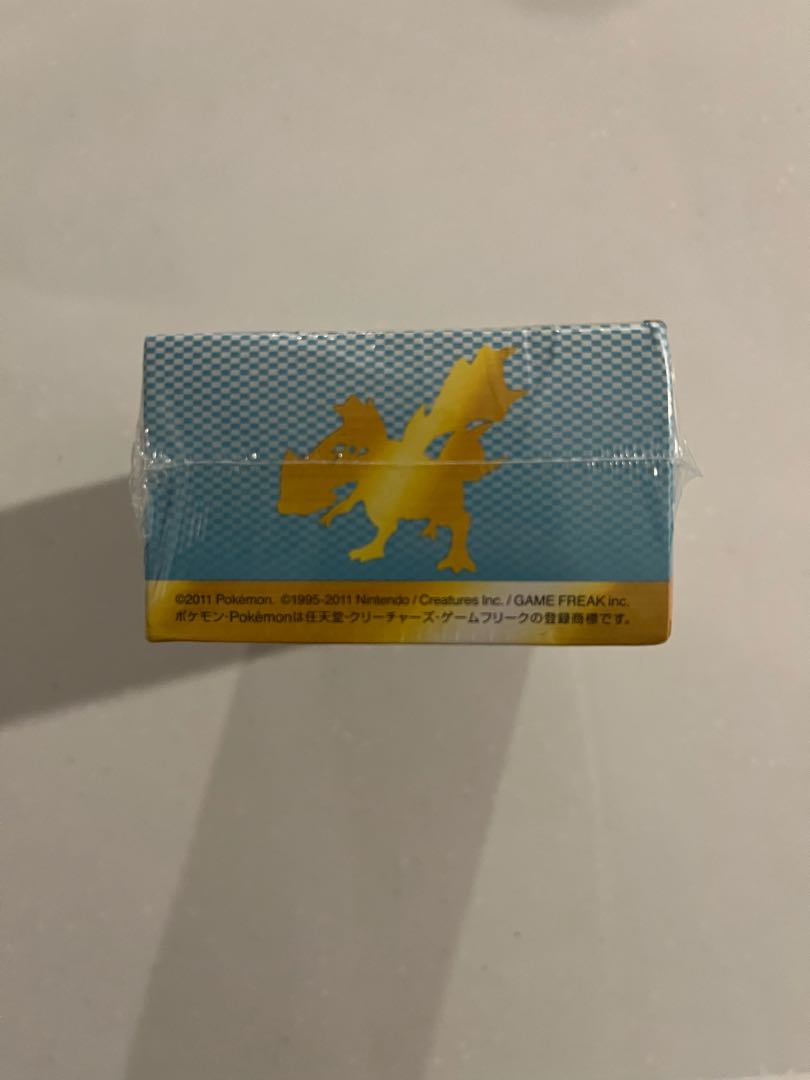 ©2011 Pokémon. ©1995-2011 Nintendo / Creatures Inc. / GAME FREAK inc.
ポケモン・Pokémonは任天堂・クリーチャーズ・ゲームフリークの登録商標です。